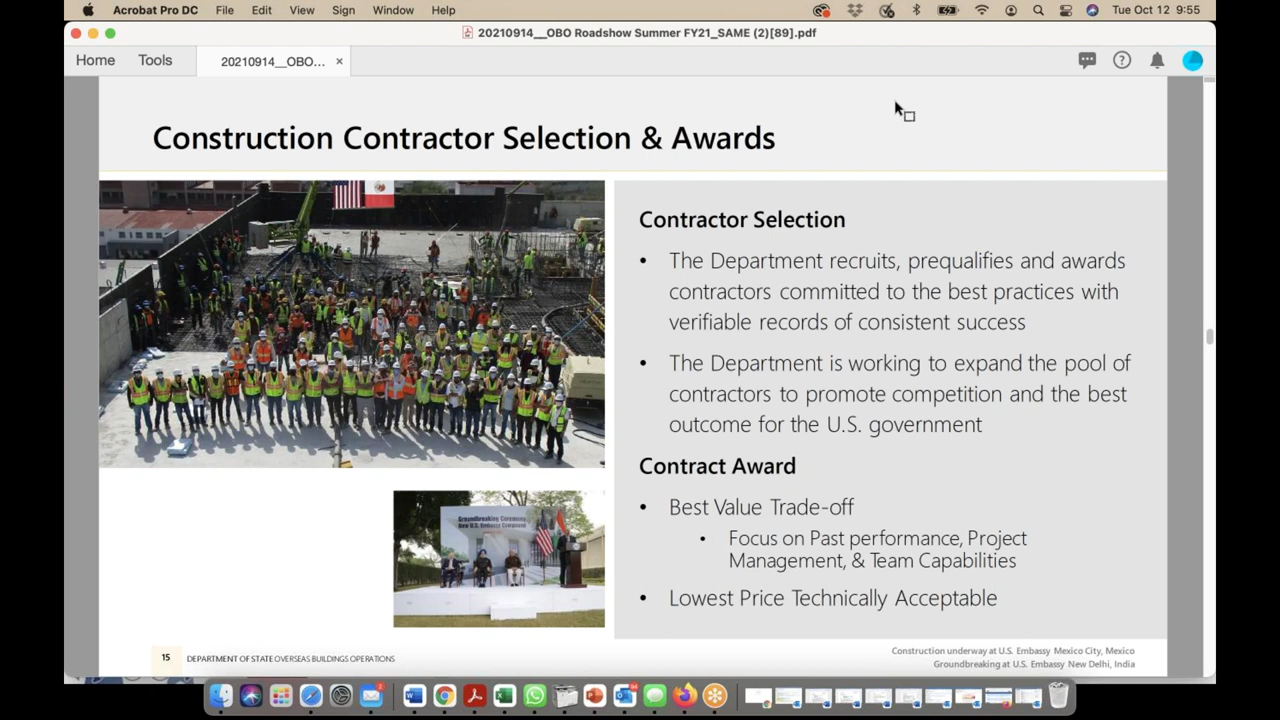 Acrobat Pro DC File Edit View Sign Window Help Tue Oct 12 9:55
20210914__OBO Roadshow Summer FY21_SAME (2)[89].pdf
Home Tools 20210914__OBO... ×
Construction Contractor Selection & Awards
Contractor Selection
• The Department recruits, prequalifies and awards
contractors committed to the best practices with
verifiable records of consistent success
• The Department is working to expand the pool of
contractors to promote competition and the best
outcome for the U.S. government
Contract Award
• Best Value Trade-off
• Focus on Past performance, Project
Management, & Team Capabilities
• Lowest Price Technically Acceptable
Groundbreaking Ceremony
New U.S. Embassy Compound
15 DEPARTMENT OF STATE OVERSEAS BUILDINGS OPERATIONS
Construction underway at U.S. Embassy Mexico City, Mexico
Groundbreaking at U.S. Embassy New Delhi, India